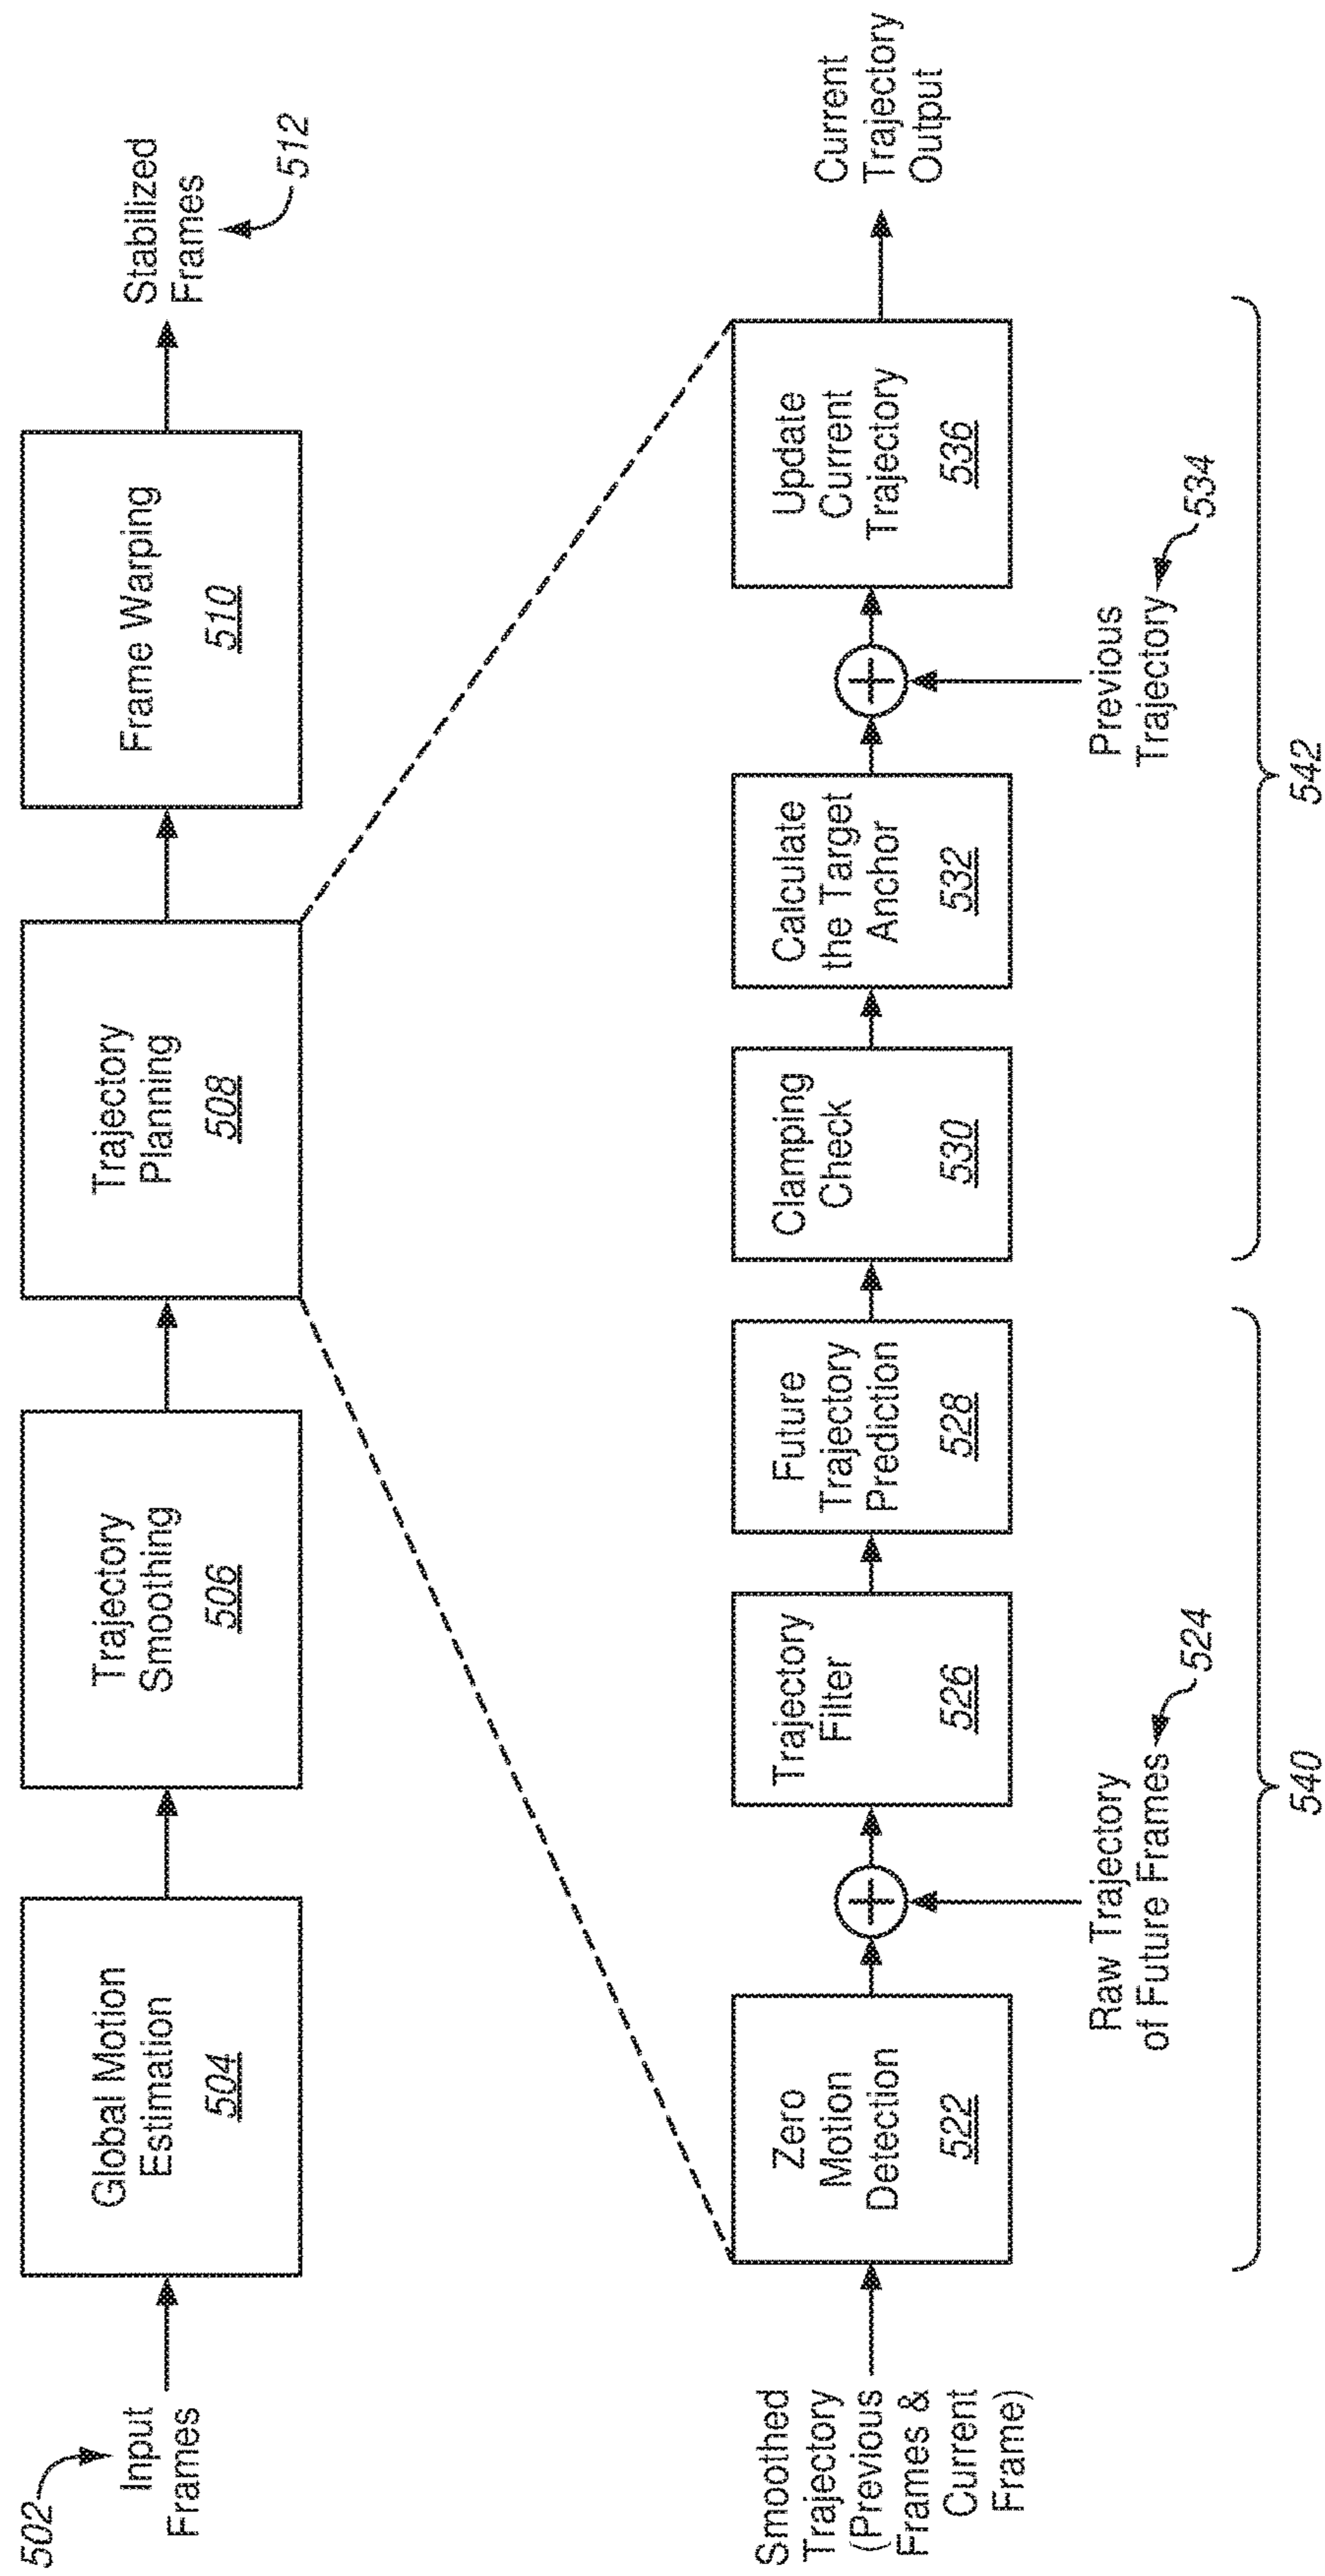 502
Input
Frames
Global Motion
Estimation
504
Trajectory
Smoothing
506
Trajectory
Planning
508
Frame Warping
510
Stabilized
Frames
512
Smoothed
Trajectory
(Previous
Frames &
Current
Frame)
Zero
Motion
Detection
522
Raw Trajectory
of Future Frames
524
Trajectory
Filter
526
Future
Trajectory
Prediction
528
540
Clamping
Check
530
Calculate
the Target
Anchor
532
Previous
Trajectory
534
Update
Current
Trajectory
536
542
Current
Trajectory
Output